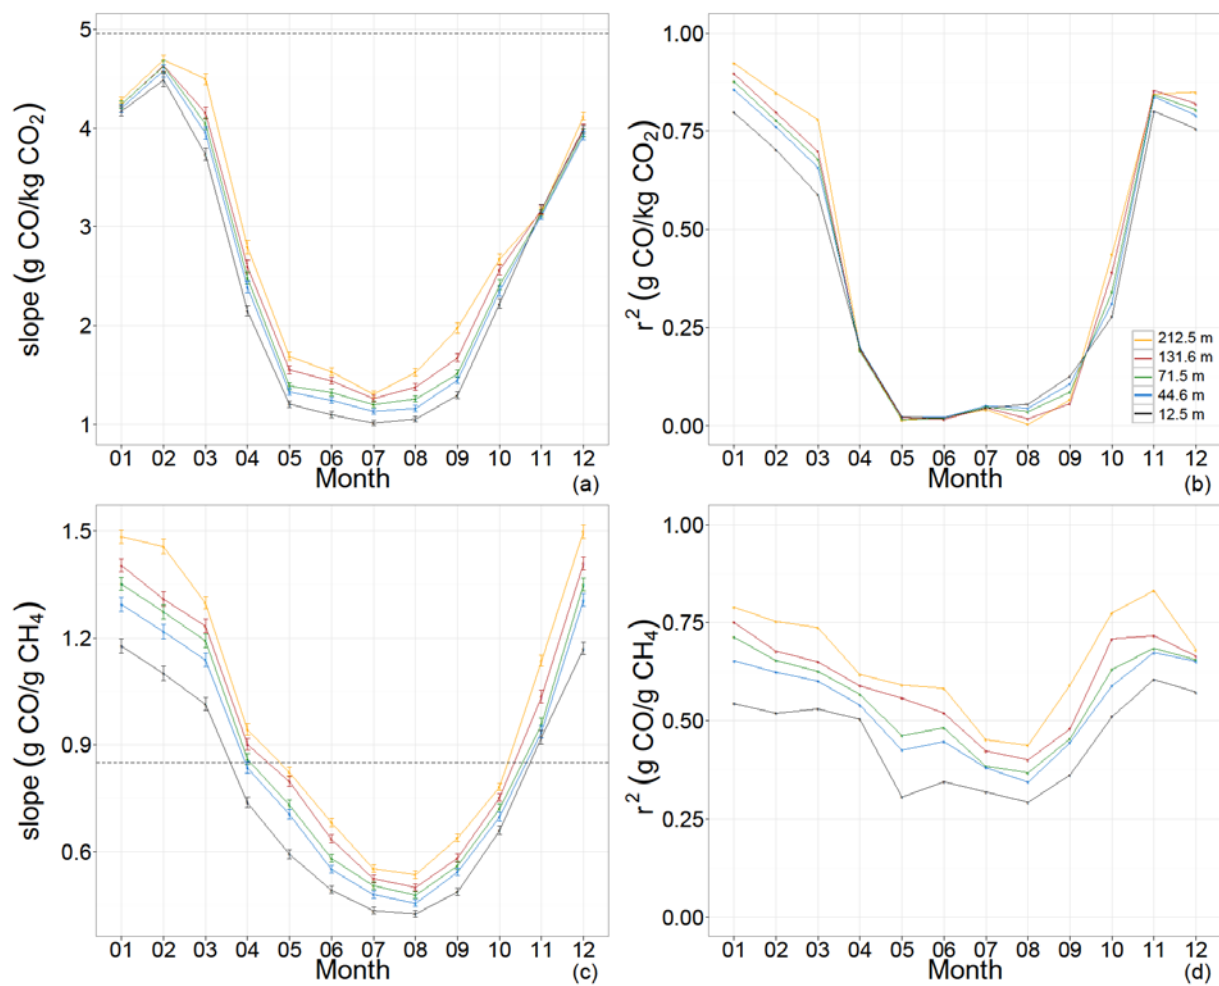 5
4
3
2
1
slope (g CO/kg CO₂)
01 02 03 04 05 06 07 08 09 10 11 12
Month
(a)
1.00
0.75
0.50
0.25
0.00
r² (g CO/kg CO₂)
212.5 m
131.6 m
71.5 m
44.6 m
12.5 m
01 02 03 04 05 06 07 08 09 10 11 12
Month
(b)
1.5
1.2
0.9
0.6
slope (g CO/g CH₄)
01 02 03 04 05 06 07 08 09 10 11 12
Month
(c)
1.00
0.75
0.50
0.25
0.00
r² (g CO/g CH₄)
01 02 03 04 05 06 07 08 09 10 11 12
Month
(d)